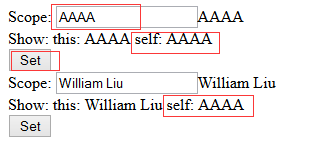 Scope: AAAA AAAA
Show: this: AAAA self: AAAA
Set
Scope: William Liu William Liu
Show: this: William Liu self: AAAA
Set